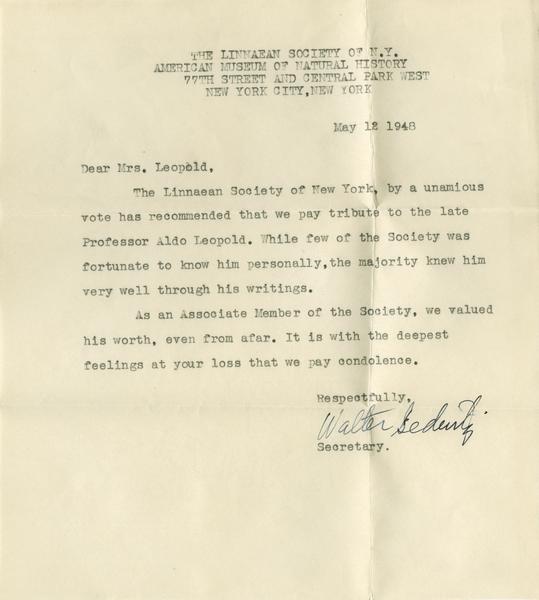 THE LINNAEAN SOCIETY OF N.Y.
AMERICAN MUSEUM OF NATURAL HISTORY
77TH STREET AND CENTRAL PARK WEST
NEW YORK CITY,NEW YORK
May 12 1948
Dear Mrs. Leopold,
The Linnaean Society of New York, by a unamious
vote has recommended that we pay tribute to the late
Professor Aldo Leopold. While few of the Society was
fortunate to know him personally,the majority knew him
very well through his writings.
As an Associate Member of the Society, we valued
his worth, even from afar. It is with the deepest
feelings at your loss that we pay condolence.
Respectfully,
Walter
Secretary.